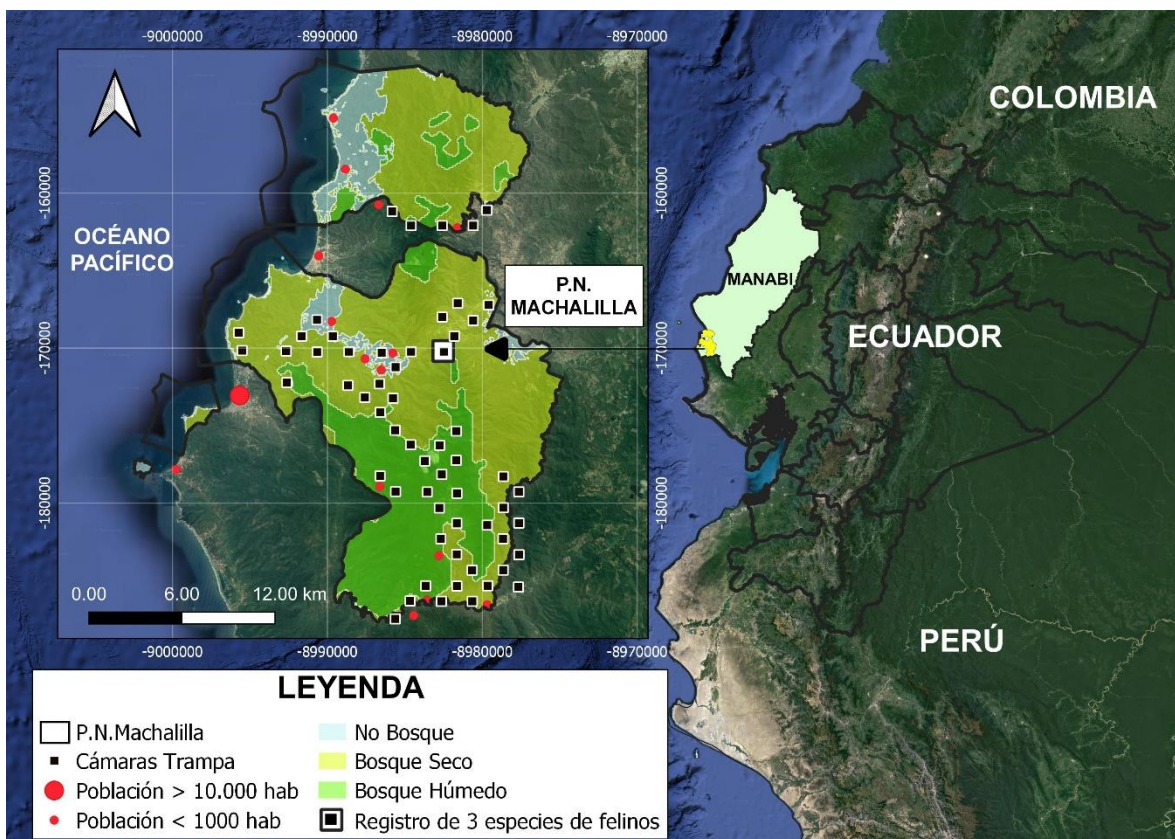 -9000000
-8990000
-8980000
-8970000
COLOMBIA
-160000
-160000
OCÉANO
PACÍFICO
P.N.
MACHALILLA
MANABI
ECUADOR
-170000
-170000
-180000
-180000
0.00
6.00
12.00 km
PERÚ
-9000000
-8990000
-8980000
-8970000
LEYENDA
P.N.Machalilla
Cámaras Trampa
Población > 10.000 hab
Población < 1000 hab
No Bosque
Bosque Seco
Bosque Húmedo
Registro de 3 especies de felinos